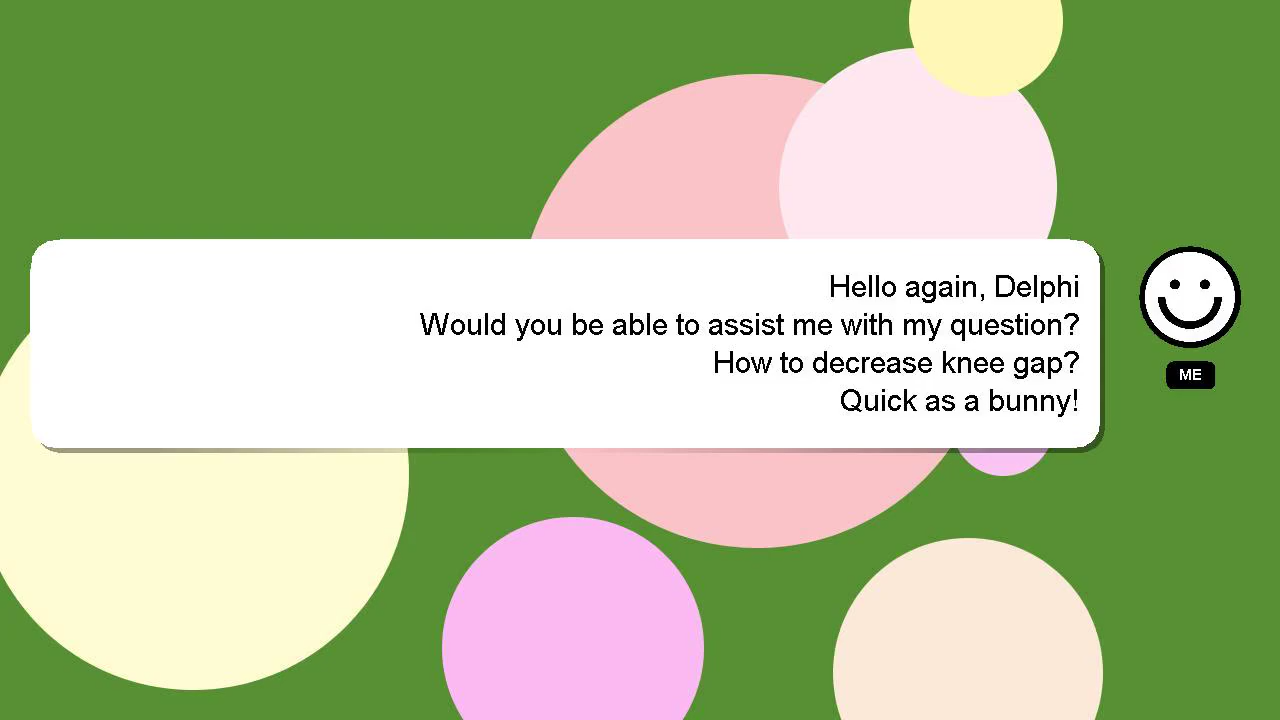 Hello again, Delphi
Would you be able to assist me with my question?
How to decrease knee gap?
Quick as a bunny!
ME